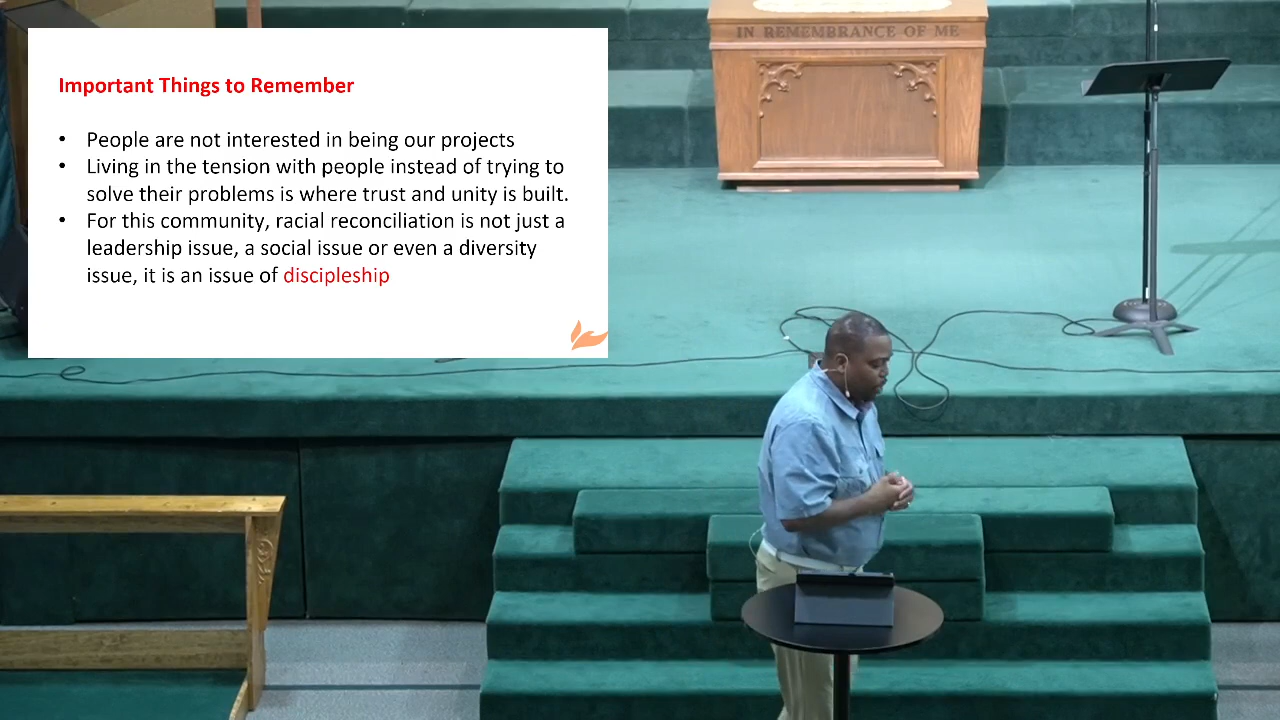 Important Things to Remember
• People are not interested in being our projects
• Living in the tension with people instead of trying to
solve their problems is where trust and unity is built.
• For this community, racial reconciliation is not just a
leadership issue, a social issue or even a diversity
issue, it is an issue of discipleship
IN REMEMBRANCE OF ME